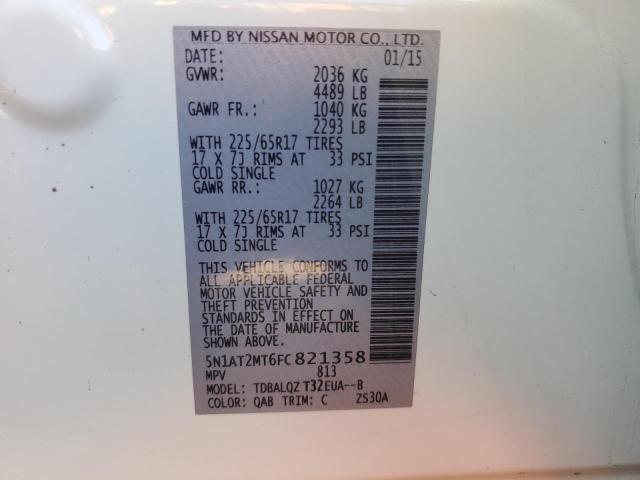 MFD BY NISSAN MOTOR CO., LTD.
DATE: 01/15
GVWR: 2036 KG
4489 LB
GAWR FR.: 1040 KG
2293 LB
WITH 225/65R17 TIRES
17 X 7J RIMS AT 33 PSI
COLD SINGLE
GAWR RR.: 1027 KG
2264 LB
WITH 225/65R17 TIRES
17 X 7J RIMS AT 33 PSI
COLD SINGLE
THIS VEHICLE CONFORMS TO
ALL APPLICABLE FEDERAL
MOTOR VEHICLE SAFETY AND
THEFT PREVENTION
STANDARDS IN EFFECT ON
THE DATE OF MANUFACTURE
SHOWN ABOVE.
5N1AT2MT6FC821358
MPV 813
MODEL: TDBALQZ T32EUA--B
COLOR: QAB TRIM: C ZS30A